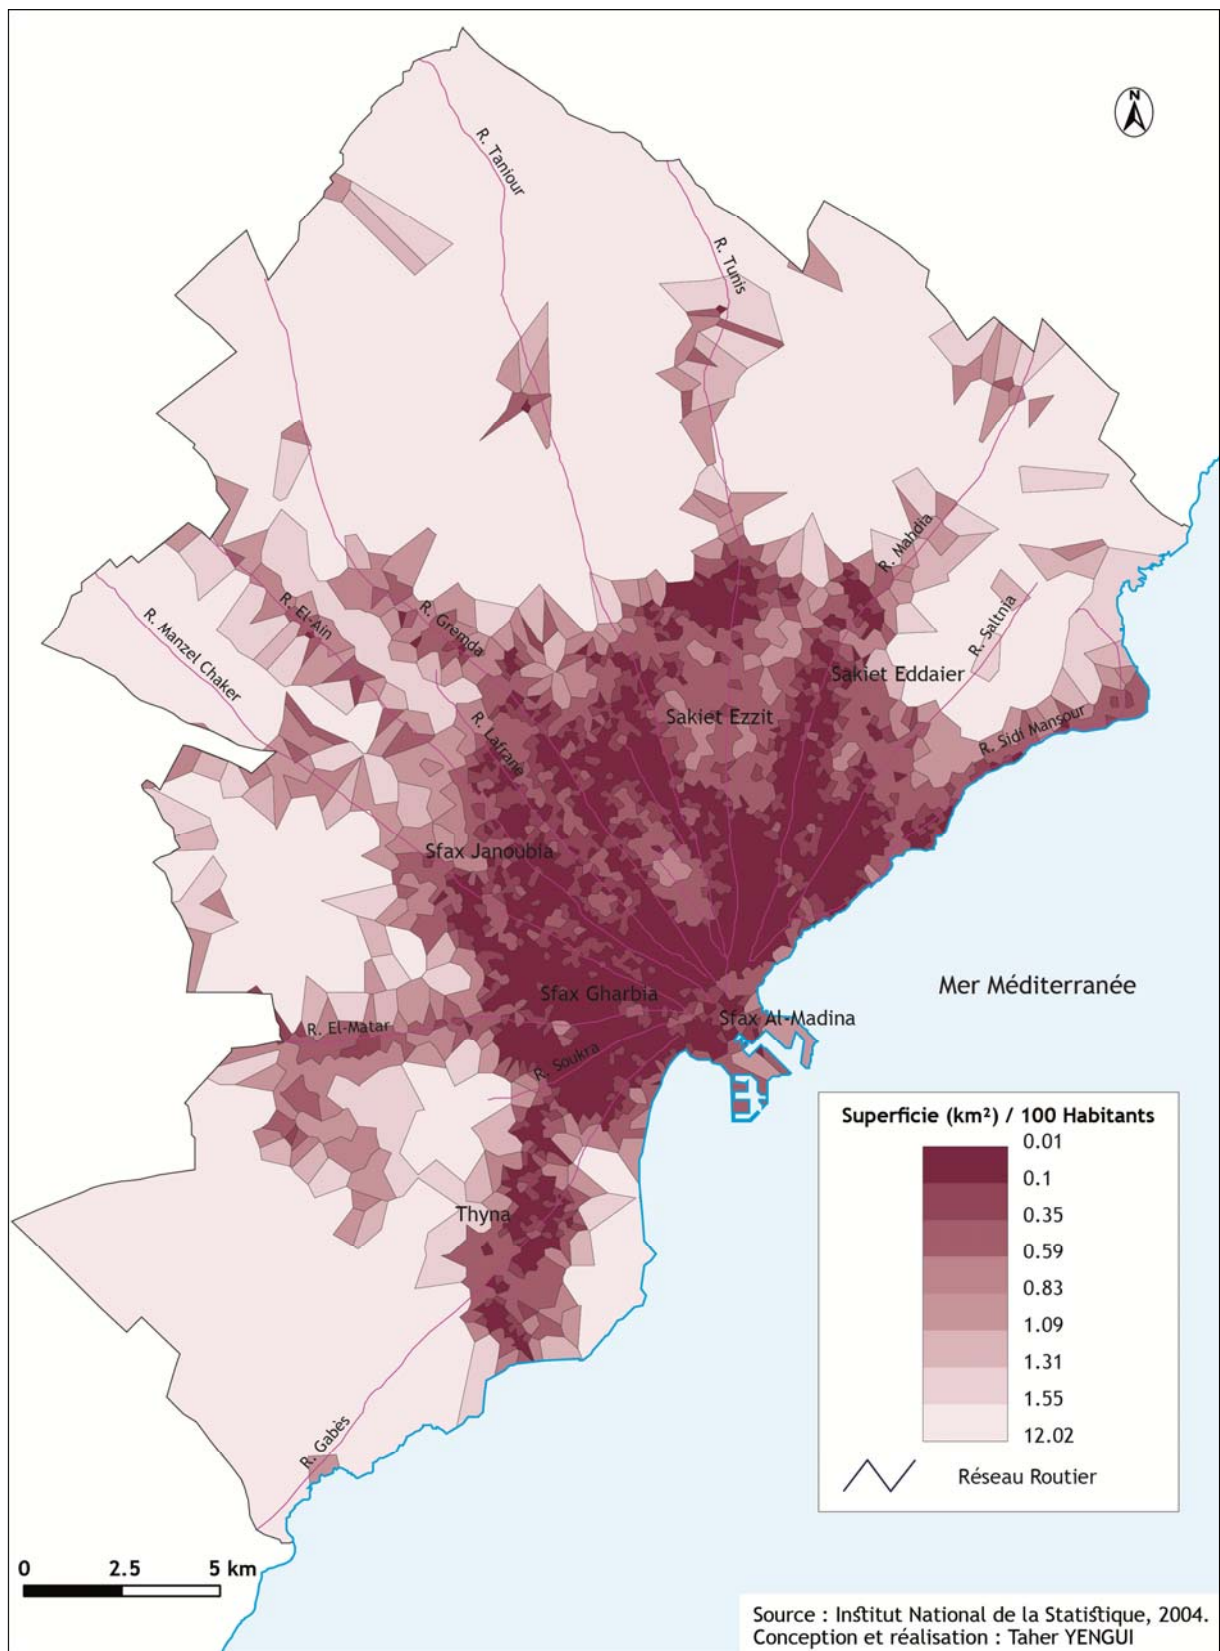 N
R. Taniour
R. Tunis
R. Mahdia
R. El-Ain
R. Gremda
R. Manzel Chaker
R. Saltnia
Sakiet Eddaier
Sakiet Ezzit
R. Lafrane
R. Sidi Mansour
Sfax Janoubia
Mer Méditerranée
Sfax Gharbia
Sfax Al-Madina
R. El-Matar
R. Soukra
Thyna
R. Gabès
Superficie (km²) / 100 Habitants
0.01
0.1
0.35
0.59
0.83
1.09
1.31
1.55
12.02
Réseau Routier
0 2.5 5 km
Source : Institut National de la Statistique, 2004.
Conception et réalisation : Taher YENGUI